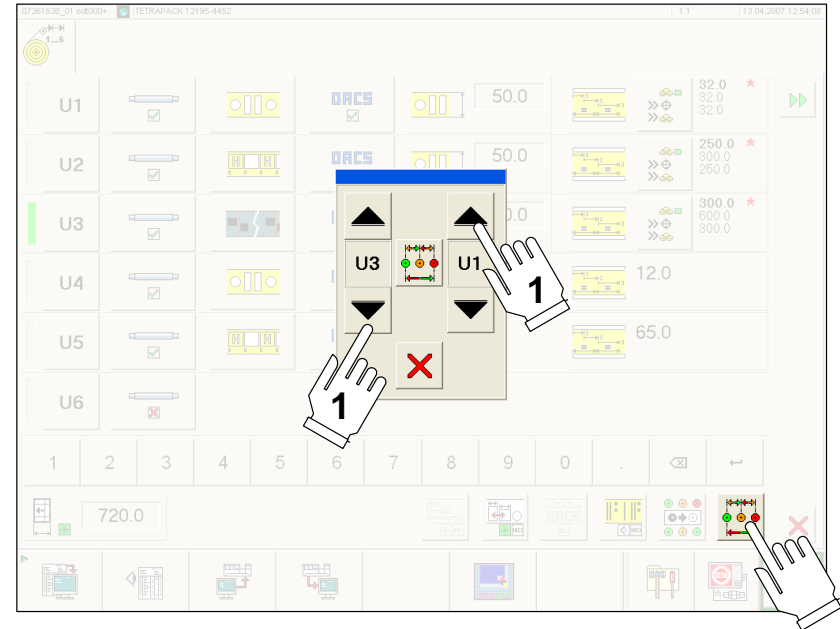 07361638_01 edt000+ TETRAPACK 12195-4452 1.1 13.04.2007 12:54:08
1...6
U1 DACS 50.0 32.0
32.0
32.0
U2 DACS 50.0 250.0
300.0
250.0
U3 300.0
600.0
300.0
U3 U1
1
U4 12.0
U5 65.0
1
U6
1 2 3 4 5 6 7 8 9 0 .
720.0